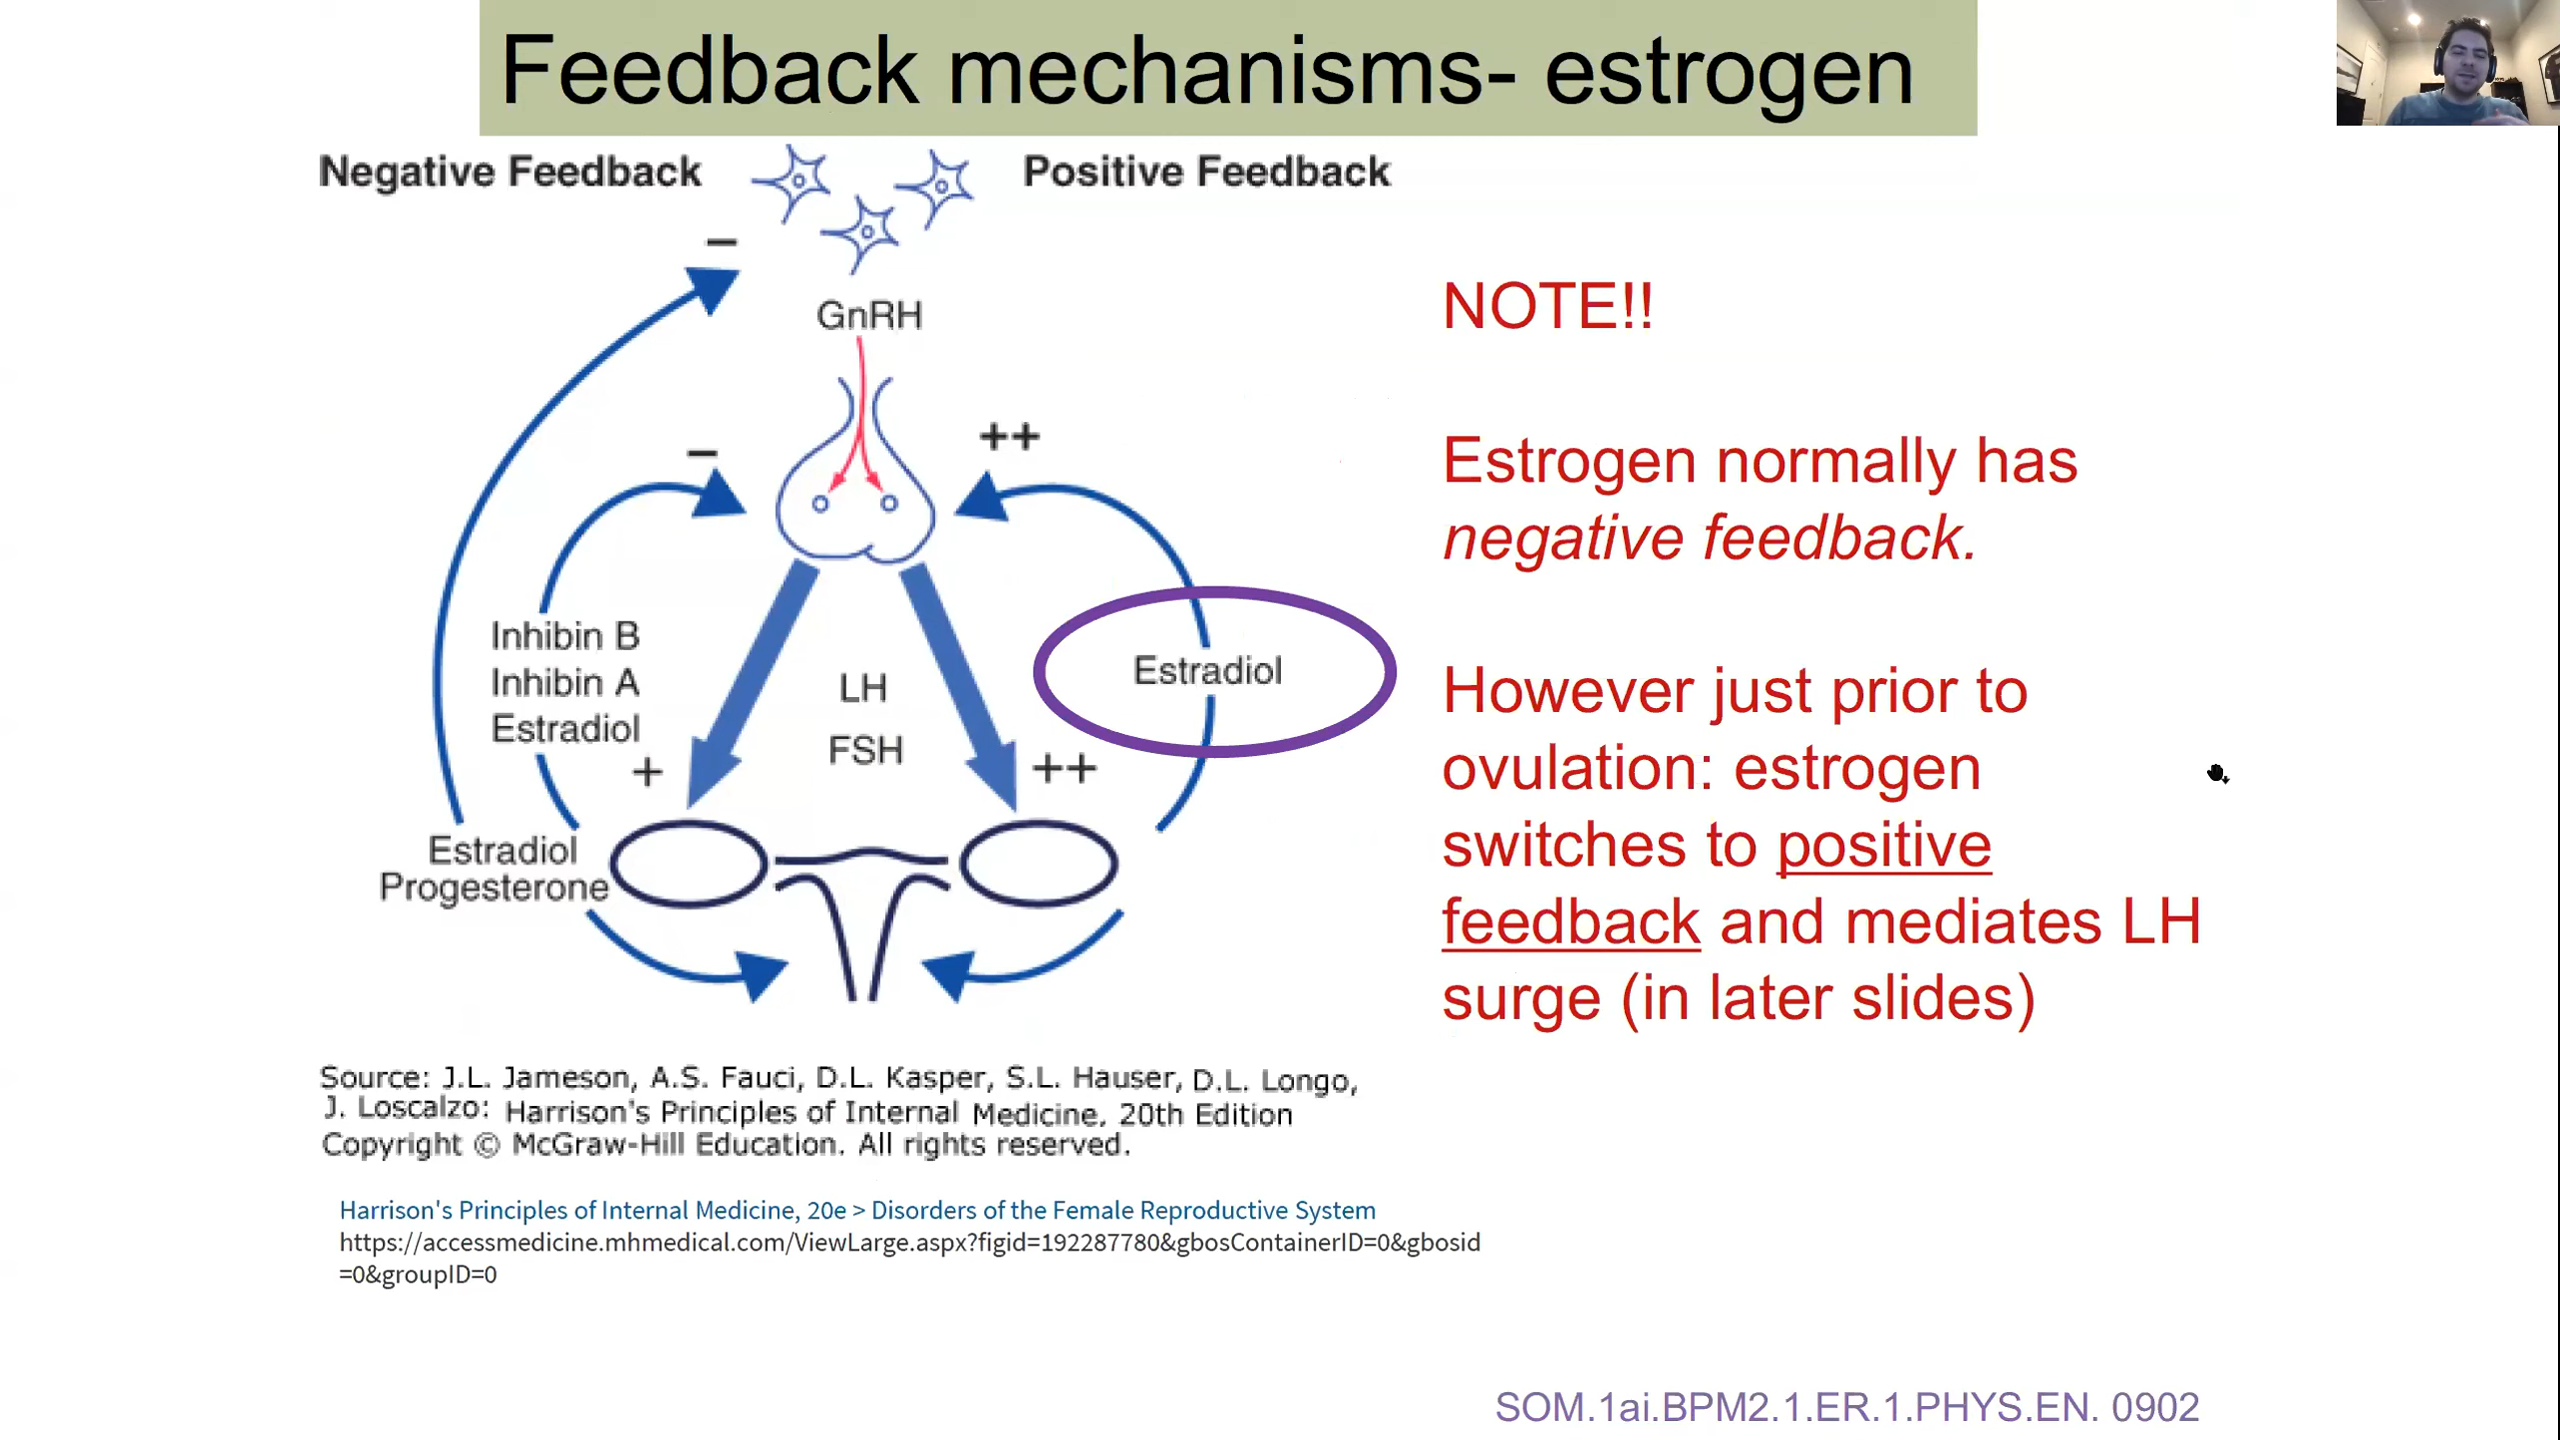 Feedback mechanisms- estrogen
Negative Feedback
Positive Feedback
–
GnRH
–
++
Inhibin B
Inhibin A
Estradiol
LH
FSH
Estradiol
+
++
Estradiol
Progesterone
NOTE!!
Estrogen normally has
negative feedback.
However just prior to
ovulation: estrogen
switches to positive
feedback and mediates LH
surge (in later slides)
Source: J.L. Jameson, A.S. Fauci, D.L. Kasper, S.L. Hauser, D.L. Longo,
J. Loscalzo: Harrison's Principles of Internal Medicine, 20th Edition
Copyright © McGraw-Hill Education. All rights reserved.
Harrison's Principles of Internal Medicine, 20e > Disorders of the Female Reproductive System
https://accessmedicine.mhmedical.com/ViewLarge.aspx?figid=192287780&gbosContainerID=0&gbosid
=0&groupID=0
SOM.1ai.BPM2.1.ER.1.PHYS.EN. 0902